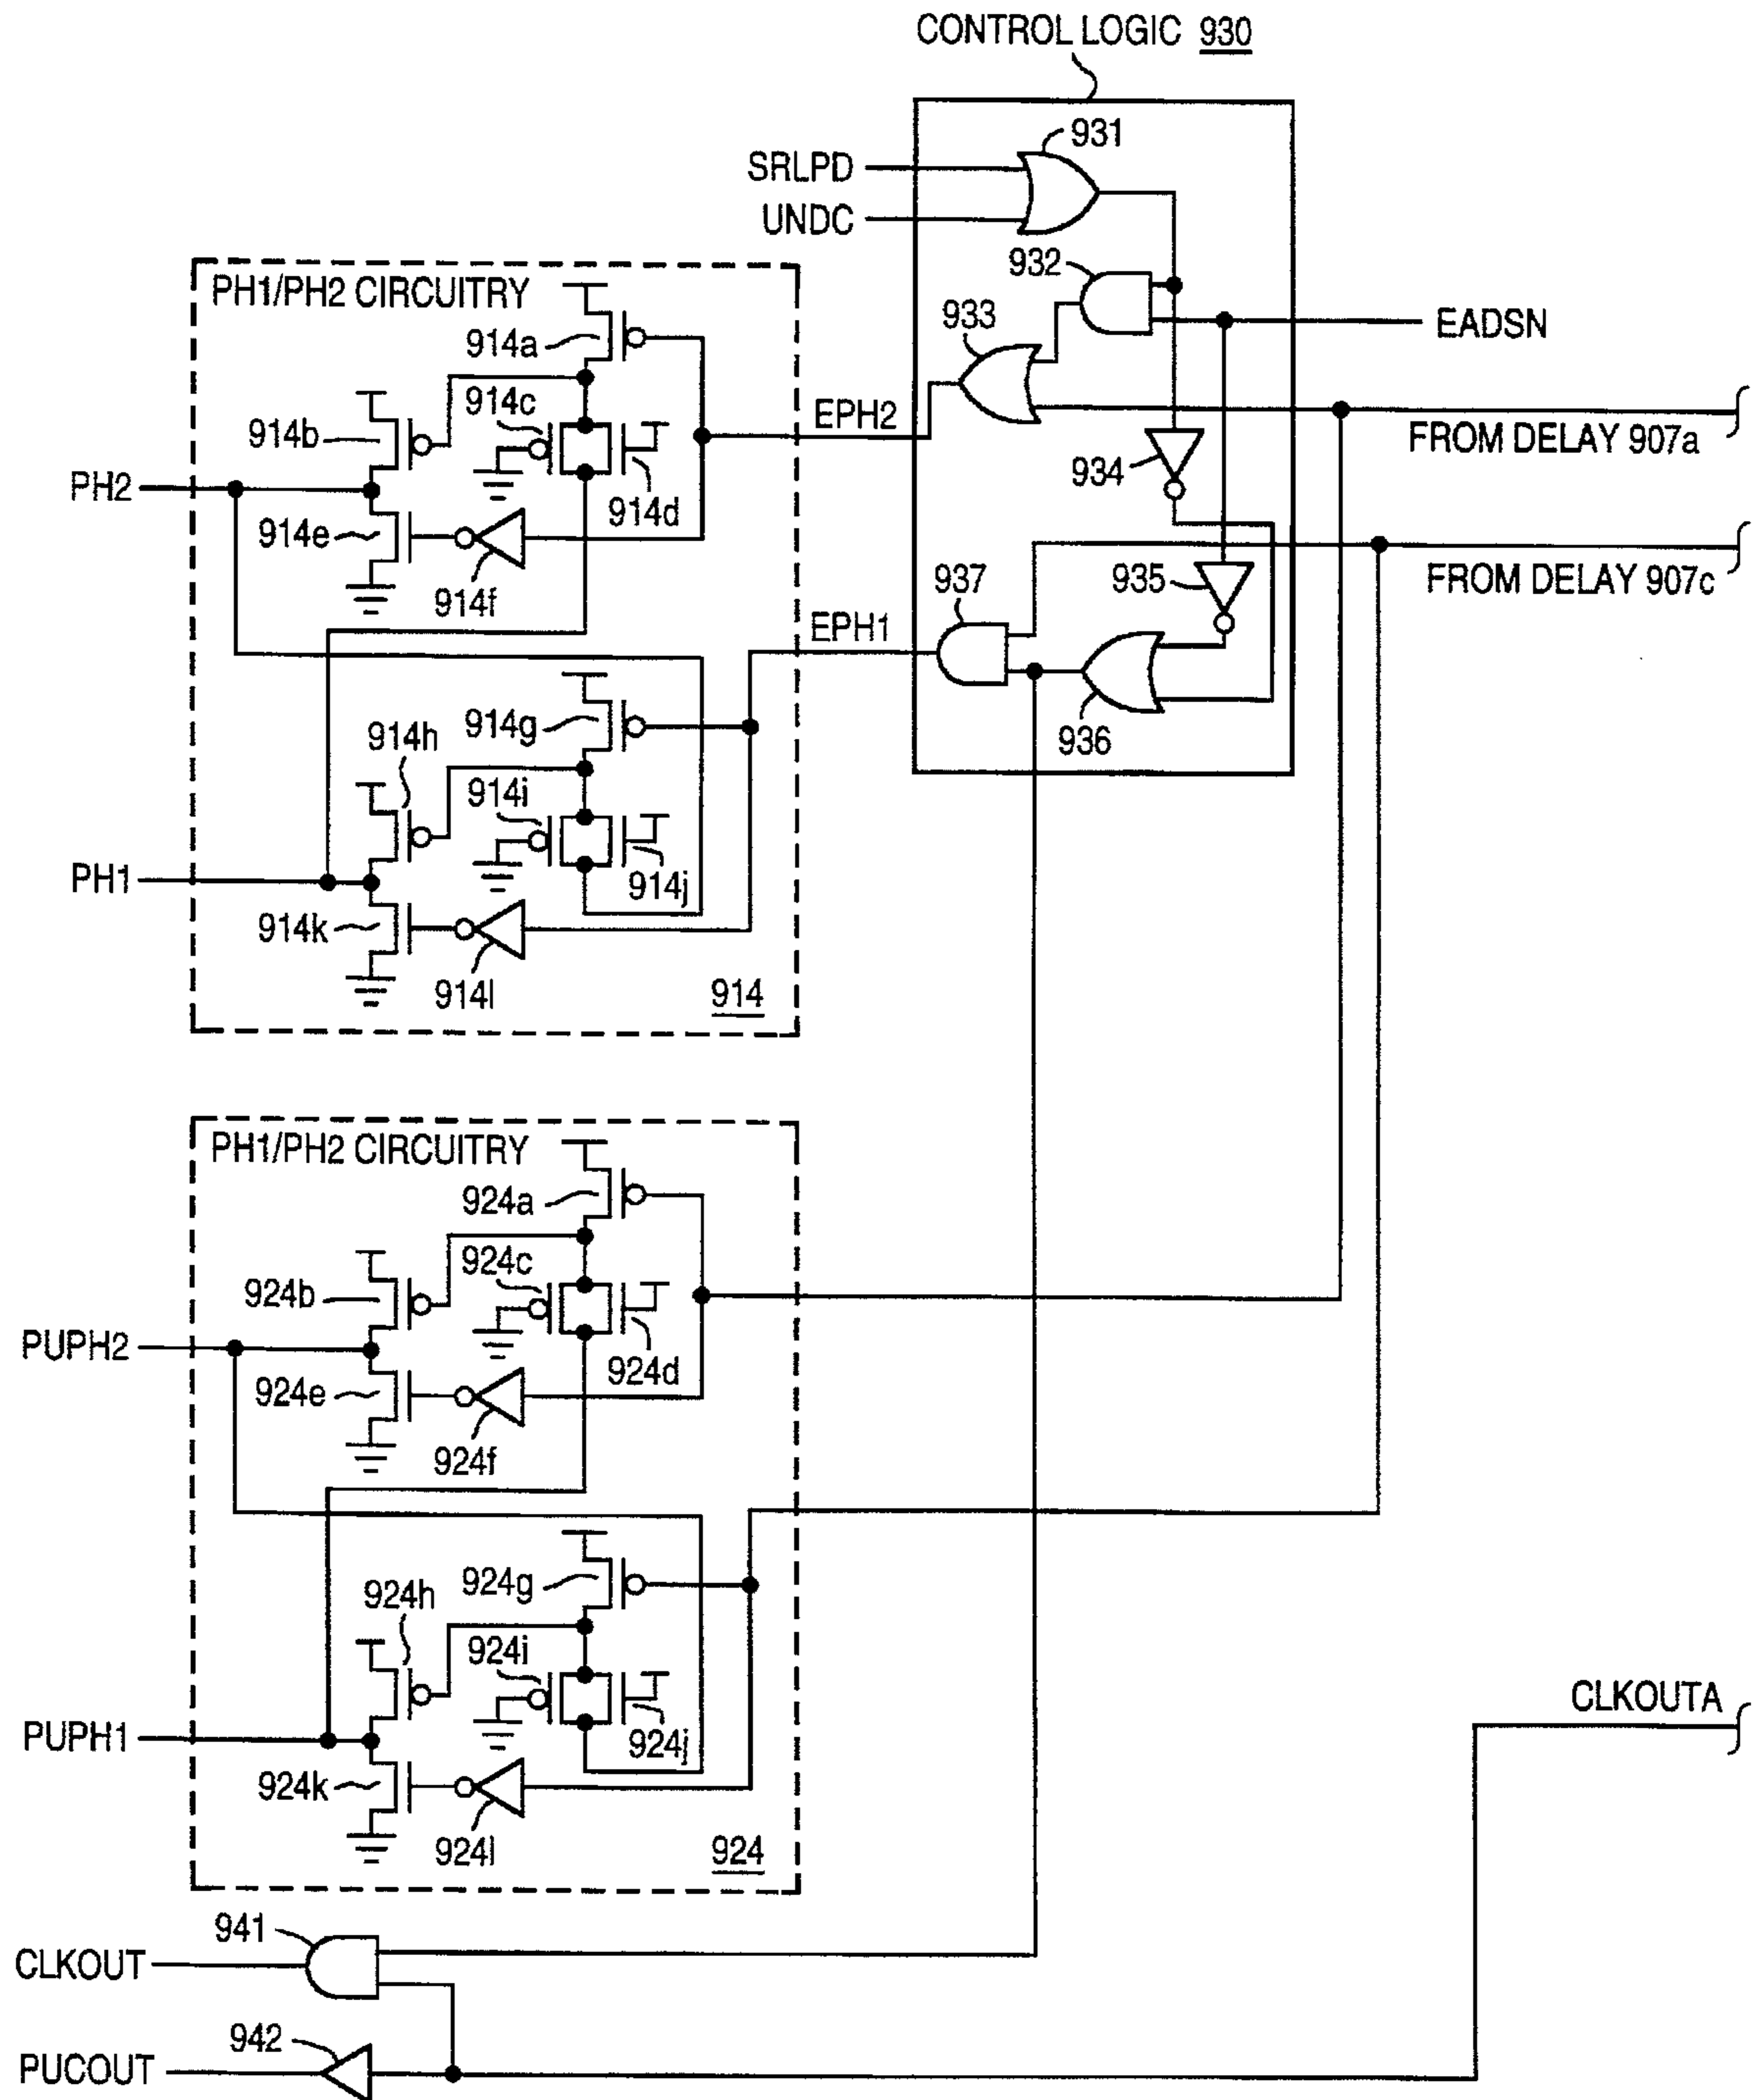 CONTROL LOGIC 930
931
SRLPD
UNDC
932
933
EADSN
PH1/PH2 CIRCUITRY
914a
914b
914c
EPH2
FROM DELAY 907a
934
PH2
914d
914e
914f
937
935
FROM DELAY 907c
EPH1
914g
914h
936
914i
PH1
914j
914k
914l
914
PH1/PH2 CIRCUITRY
924a
924b
924c
PUPH2
924d
924e
924f
924g
924h
924i
CLKOUTA
PUPH1
924j
924k
924l
924
941
CLKOUT
942
PUCOUT